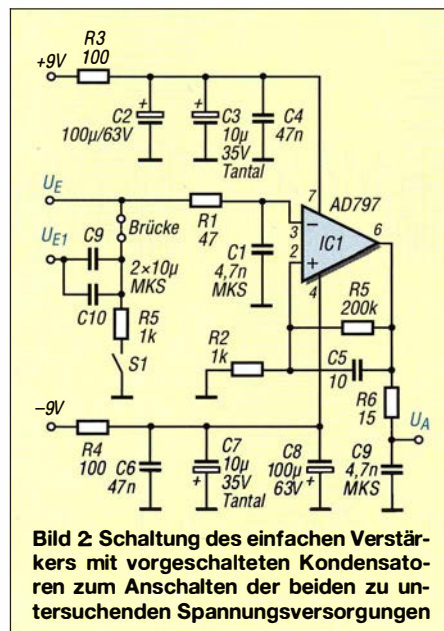 R3
100
+9V
C2
100µ/63V
+
C3
10µ
35V
Tantal
+
C4
47n
U_E
U_E1
C9
Brücke
2×10µ
MKS
C10
R5
1k
S1
R1
47
C1
4,7n
MKS
7
AD797
3
−
IC1
6
2
+
4
R5
200k
R2
1k
C5
10
R6
15
U_A
C9
4,7n
MKS
−9V
R4
100
C6
47n
C7
10µ
35V
Tantal
+
C8
100µ
63V
+
Bild 2: Schaltung des einfachen Verstär-
kers mit vorgeschalteten Kondensato-
ren zum Anschalten der beiden zu un-
tersuchenden Spannungsversorgungen